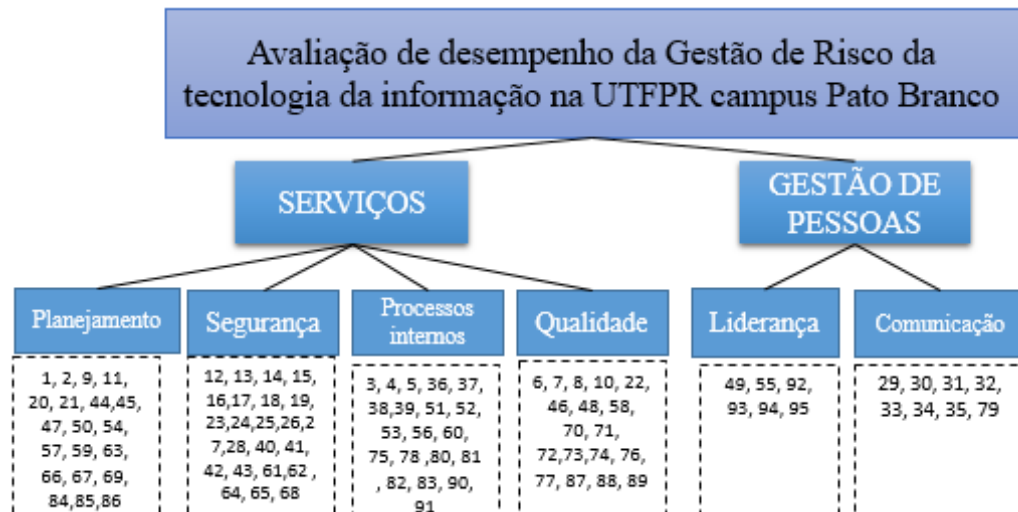 Avaliação de desempenho da Gestão de Risco da
tecnologia da informação na UTFPR campus Pato Branco
SERVIÇOS
GESTÃO DE
PESSOAS
Planejamento
Segurança
Processos
internos
Qualidade
Liderança
Comunicação
1, 2, 9, 11,
20, 21, 44,45,
47, 50, 54,
57, 59, 63,
66, 67, 69,
84,85,86
12, 13, 14, 15,
16,17, 18, 19,
23,24,25,26,2
7,28, 40, 41,
42, 43, 61,62 ,
64, 65, 68
3, 4, 5, 36, 37,
38,39, 51, 52,
53, 56, 60,
75, 78 ,80, 81
, 82, 83, 90,
91
6, 7, 8, 10, 22,
46, 48, 58,
70, 71,
72,73,74, 76,
77, 87, 88, 89
49, 55, 92,
93, 94, 95
29, 30, 31, 32,
33, 34, 35, 79